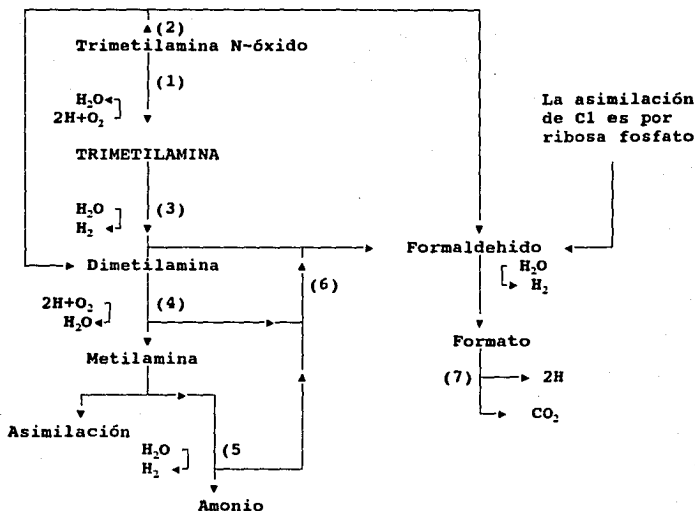 (2)
Trimetilamina N-óxido
(1)
H₂O
2H+O₂
La asimilación
de C1 es por
ribosa fosfato
TRIMETILAMINA
H₂O
H₂
(3)
Formaldehido
H₂O
H₂
Dimetilamina
(6)
2H+O₂
H₂O
(4)
Formato
Metilamina
(7)
2H
CO₂
Asimilación
H₂O
H₂
(5
Amonio